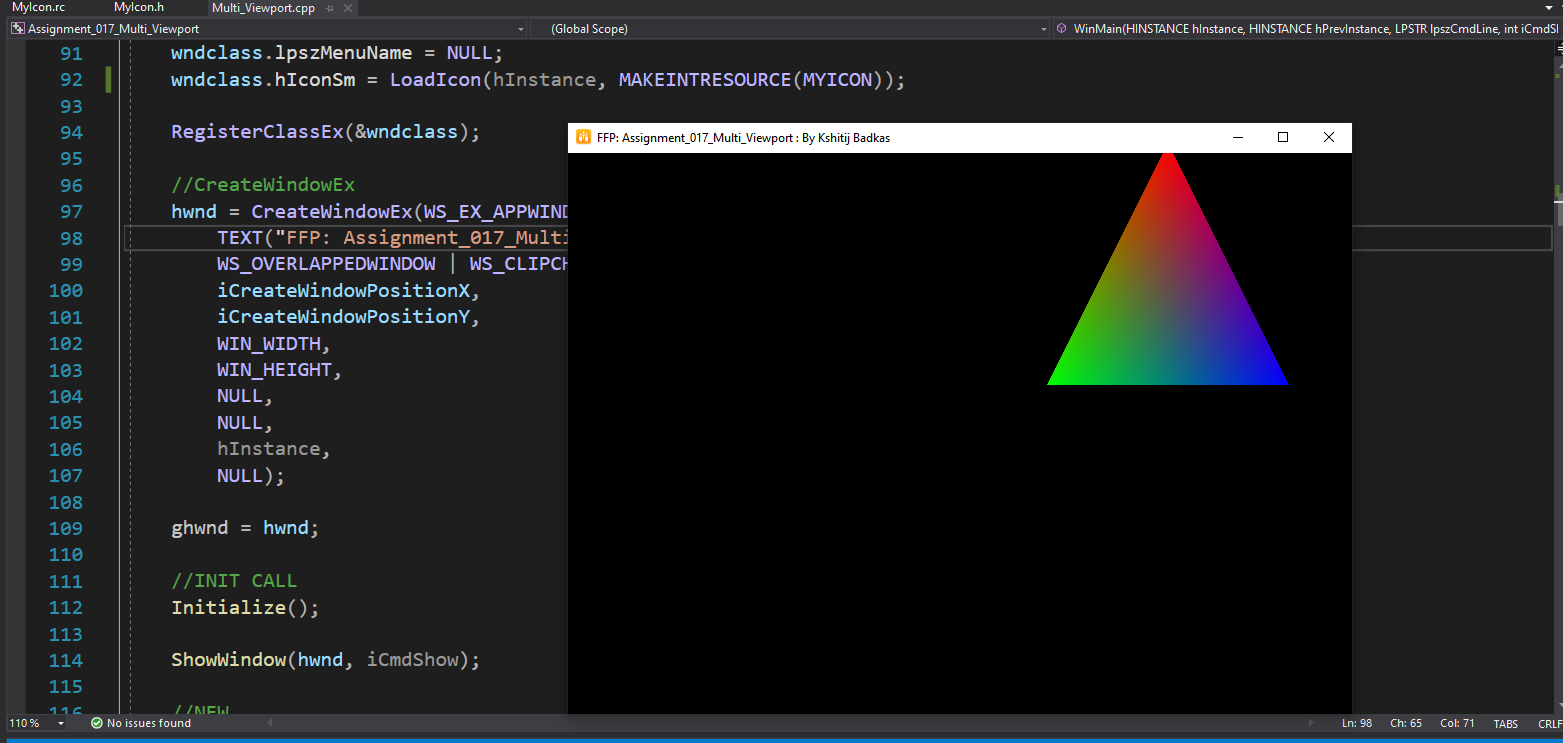 MyIcon.rc MyIcon.h Multi_Viewport.cpp
Assignment_017_Multi_Viewport (Global Scope) WinMain(HINSTANCE hInstance, HINSTANCE hPrevInstance, LPSTR lpszCmdLine, int iCmdS
91 wndclass.lpszMenuName = NULL;
92 wndclass.hIconSm = LoadIcon(hInstance, MAKEINTRESOURCE(MYICON));
93
94 RegisterClassEx(&wndclass);
95
96 //CreateWindowEx
97 hwnd = CreateWindowEx(WS_EX_APPWIND
98 TEXT("FFP: Assignment_017_Multi
99 WS_OVERLAPPEDWINDOW | WS_CLIPCH
100 iCreateWindowPositionX,
101 iCreateWindowPositionY,
102 WIN_WIDTH,
103 WIN_HEIGHT,
104 NULL,
105 NULL,
106 hInstance,
107 NULL);
108
109 ghwnd = hwnd;
110
111 //INIT CALL
112 Initialize();
113
114 ShowWindow(hwnd, iCmdShow);
115
116 //NEW
FFP: Assignment_017_Multi_Viewport : By Kshitij Badkas
110 % No issues found Ln: 98 Ch: 65 Col: 71 TABS CRLF